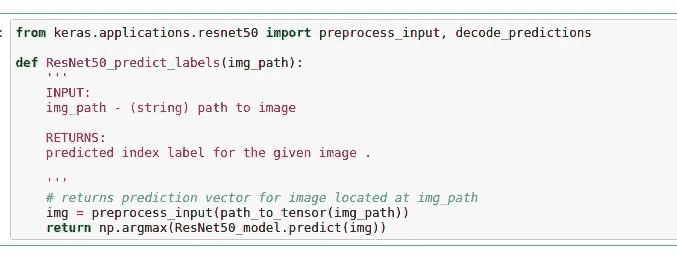 from keras.applications.resnet50 import preprocess_input, decode_predictions
def ResNet50_predict_labels(img_path):
'''
INPUT:
img_path - (string) path to image
RETURNS:
predicted index label for the given image .
'''
# returns prediction vector for image located at img_path
img = preprocess_input(path_to_tensor(img_path))
return np.argmax(ResNet50_model.predict(img))